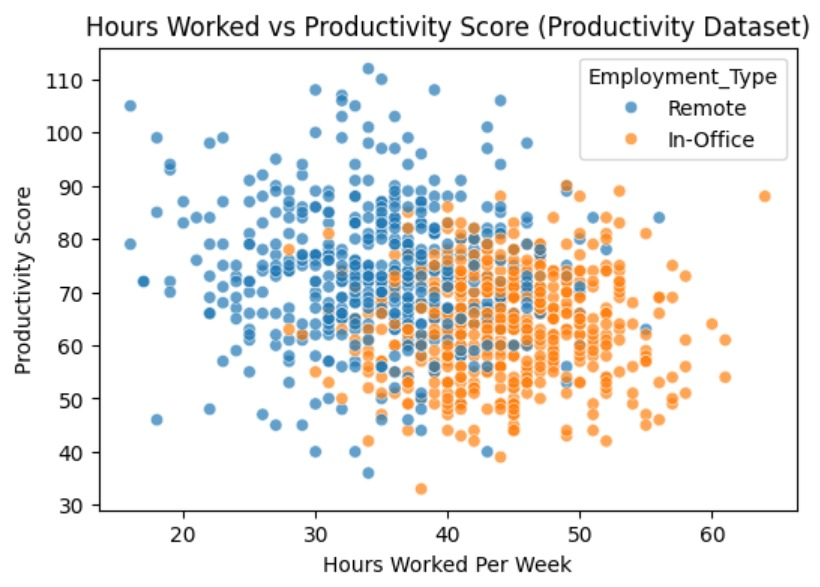 Hours Worked vs Productivity Score (Productivity Dataset)
Employment_Type
Remote
In-Office
Productivity Score
110
100
90
80
70
60
50
40
30
20 30 40 50 60
Hours Worked Per Week